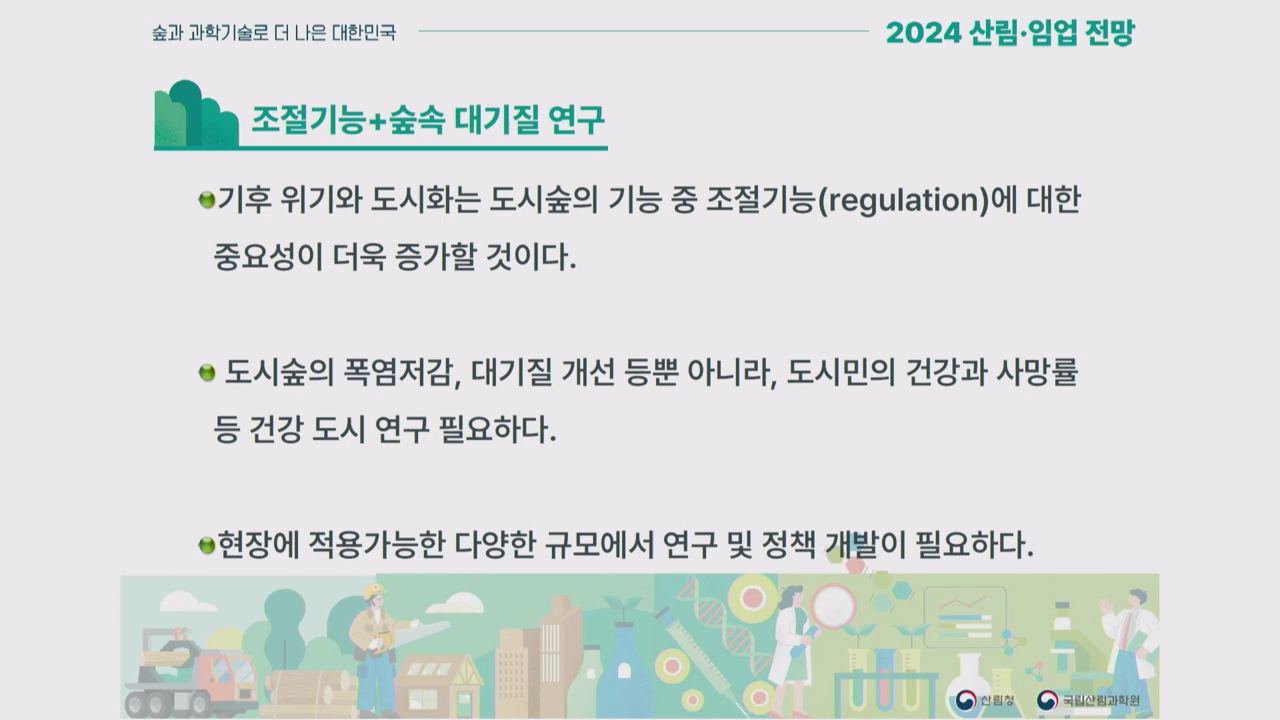 숲과 과학기술로 더 나은 대한민국
2024 산림·임업 전망
조절기능+숲속 대기질 연구
기후 위기와 도시화는 도시숲의 기능 중 조절기능(regulation)에 대한
중요성이 더욱 증가할 것이다.
도시숲의 폭염저감, 대기질 개선 등뿐 아니라, 도시민의 건강과 사망률
등 건강 도시 연구 필요하다.
현장에 적용가능한 다양한 규모에서 연구 및 정책 개발이 필요하다.
산림청
국립산림과학원